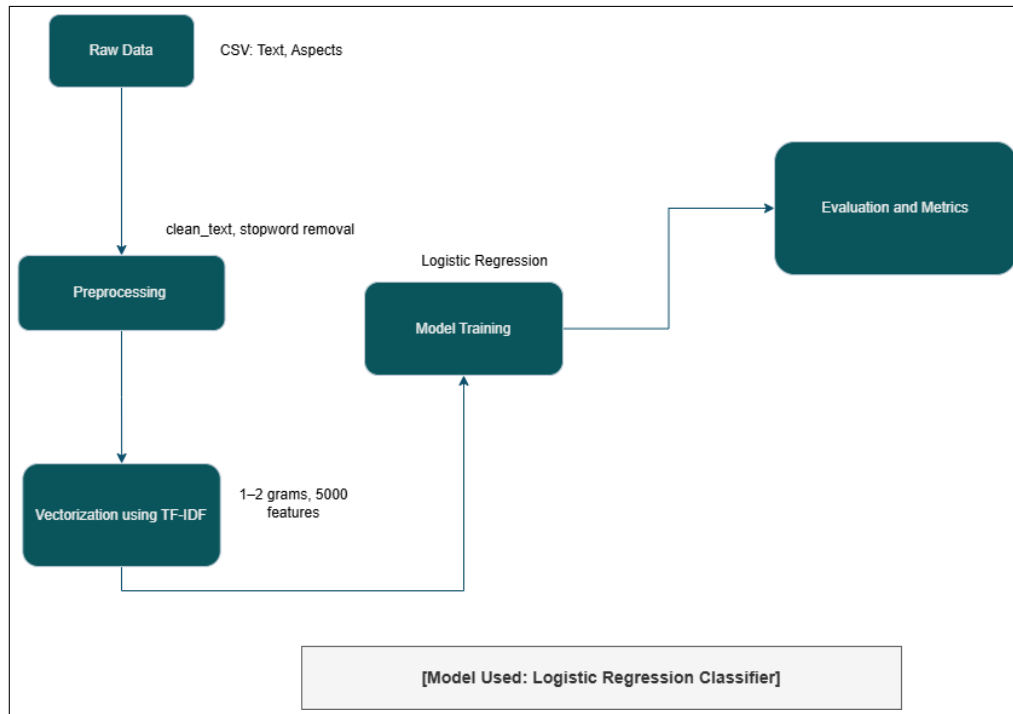 Raw Data
CSV: Text, Aspects
clean_text, stopword removal
Preprocessing
Vectorization using TF-IDF
1–2 grams, 5000
features
Logistic Regression
Model Training
Evaluation and Metrics
[Model Used: Logistic Regression Classifier]